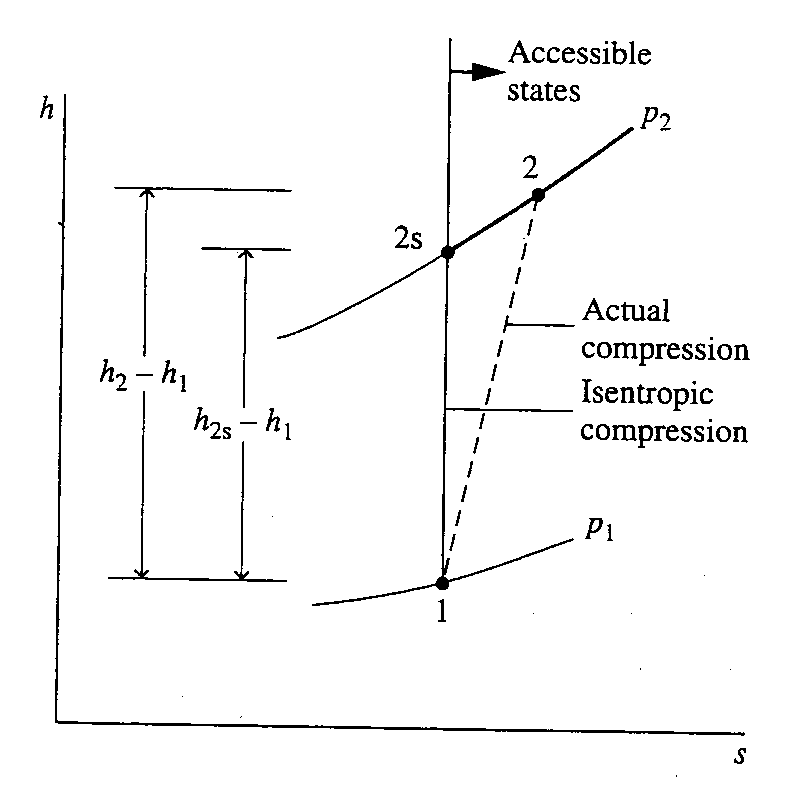 Accessible
states
h
p₂
2
2s
Actual
compression
h₂ – h₁
Isentropic
compression
h₂ₛ – h₁
p₁
1
s